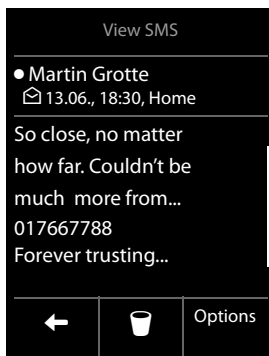 View SMS
Martin Grotte
13.06., 18:30, Home
So close, no matter
how far. Couldn't be
much more from...
017667788
Forever trusting...
Options